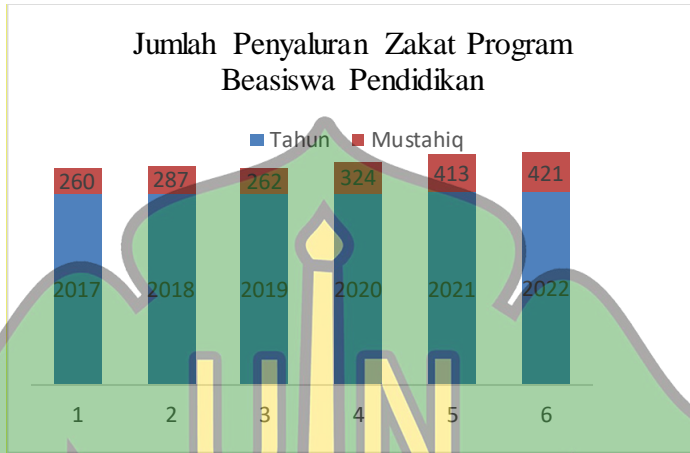 Jumlah Penyaluran Zakat Program
Beasiswa Pendidikan
Tahun Mustahiq
260 287 262 324 413 421
2017 2018 2019 2020 2021 2022
1 2 3 4 5 6
UIN